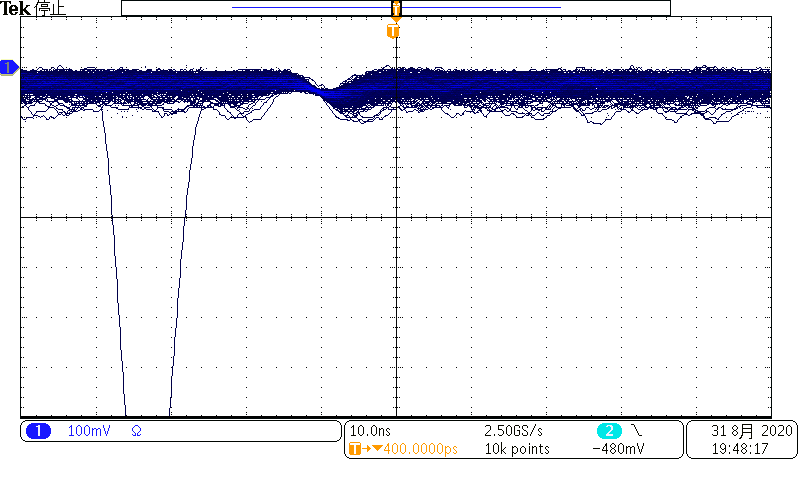 Tek 停止
T
T
1
1 100mV Ω
10.0ns 2.50GS/s 2 -480mV
T→▼400.0000ps 10k points
31 8月 2020
19:48:17